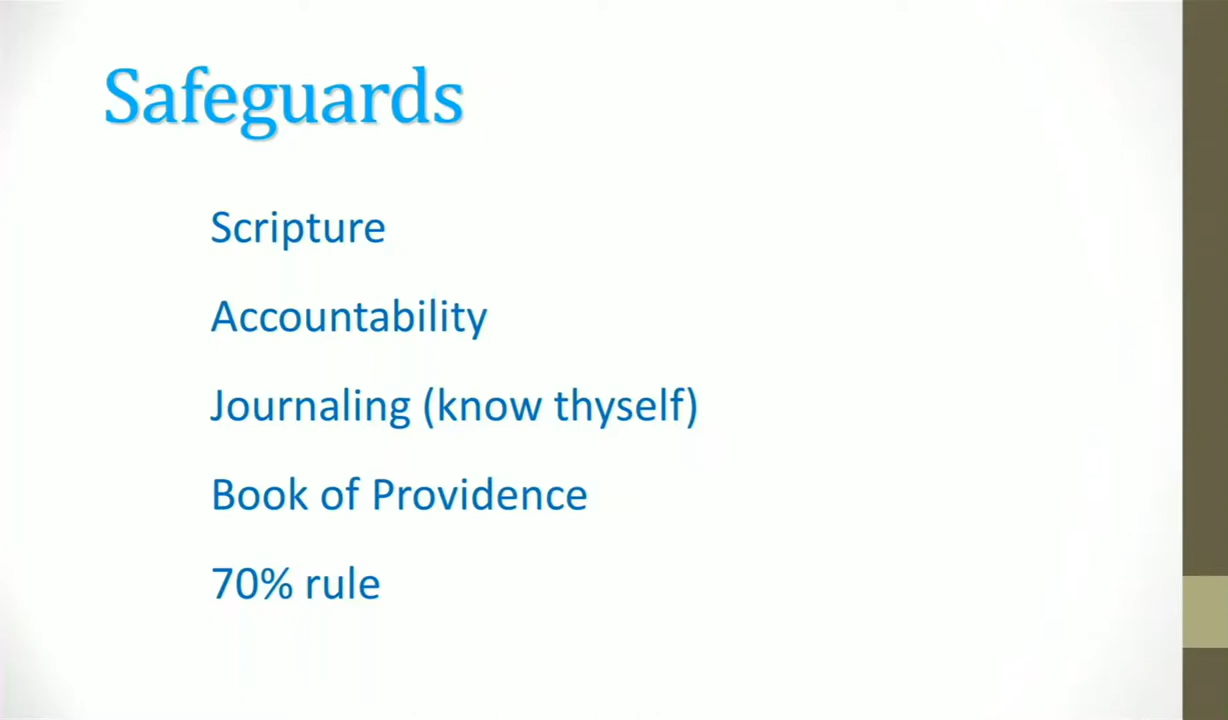 Safeguards
Scripture
Accountability
Journaling (know thyself)
Book of Providence
70% rule